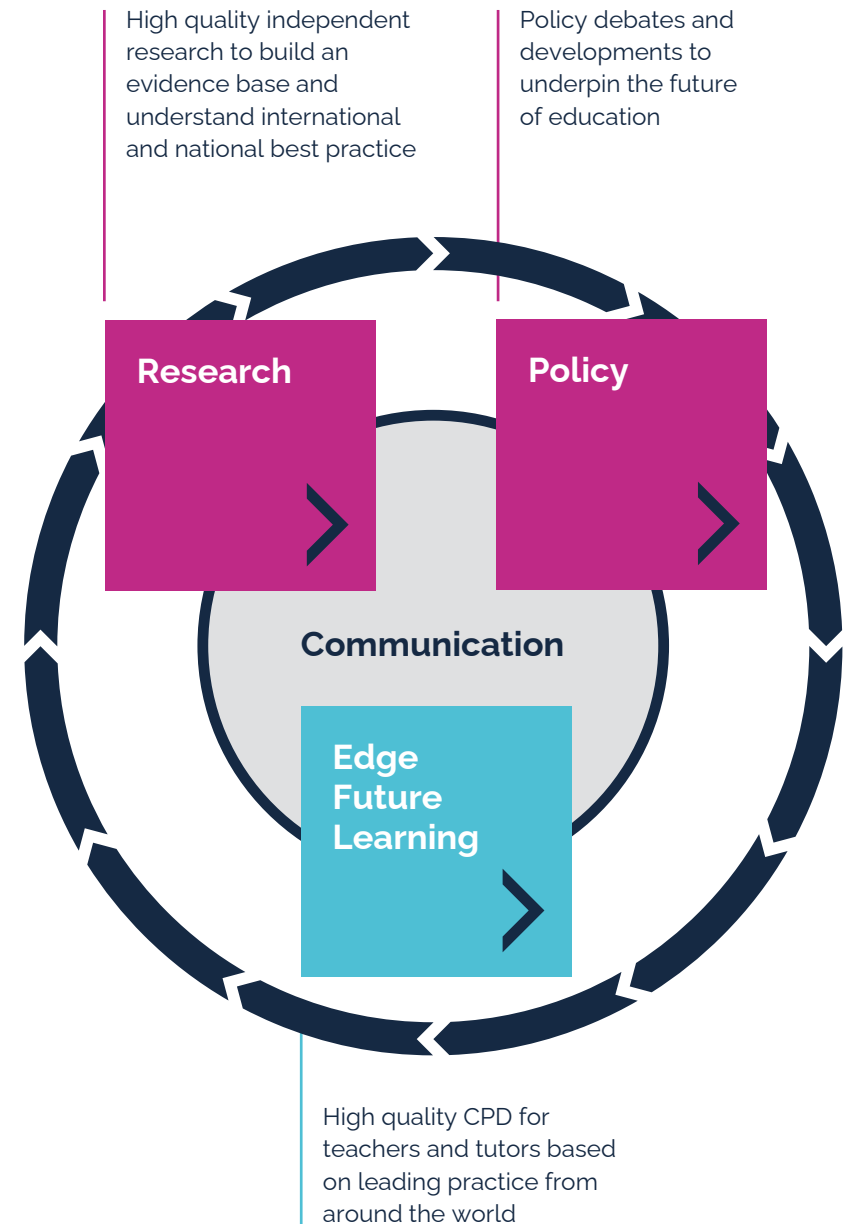 High quality independent
research to build an
evidence base and
understand international
and national best practice
Policy debates and
developments to
underpin the future
of education
Research
Policy
Communication
Edge
Future
Learning
High quality CPD for
teachers and tutors based
on leading practice from
around the world